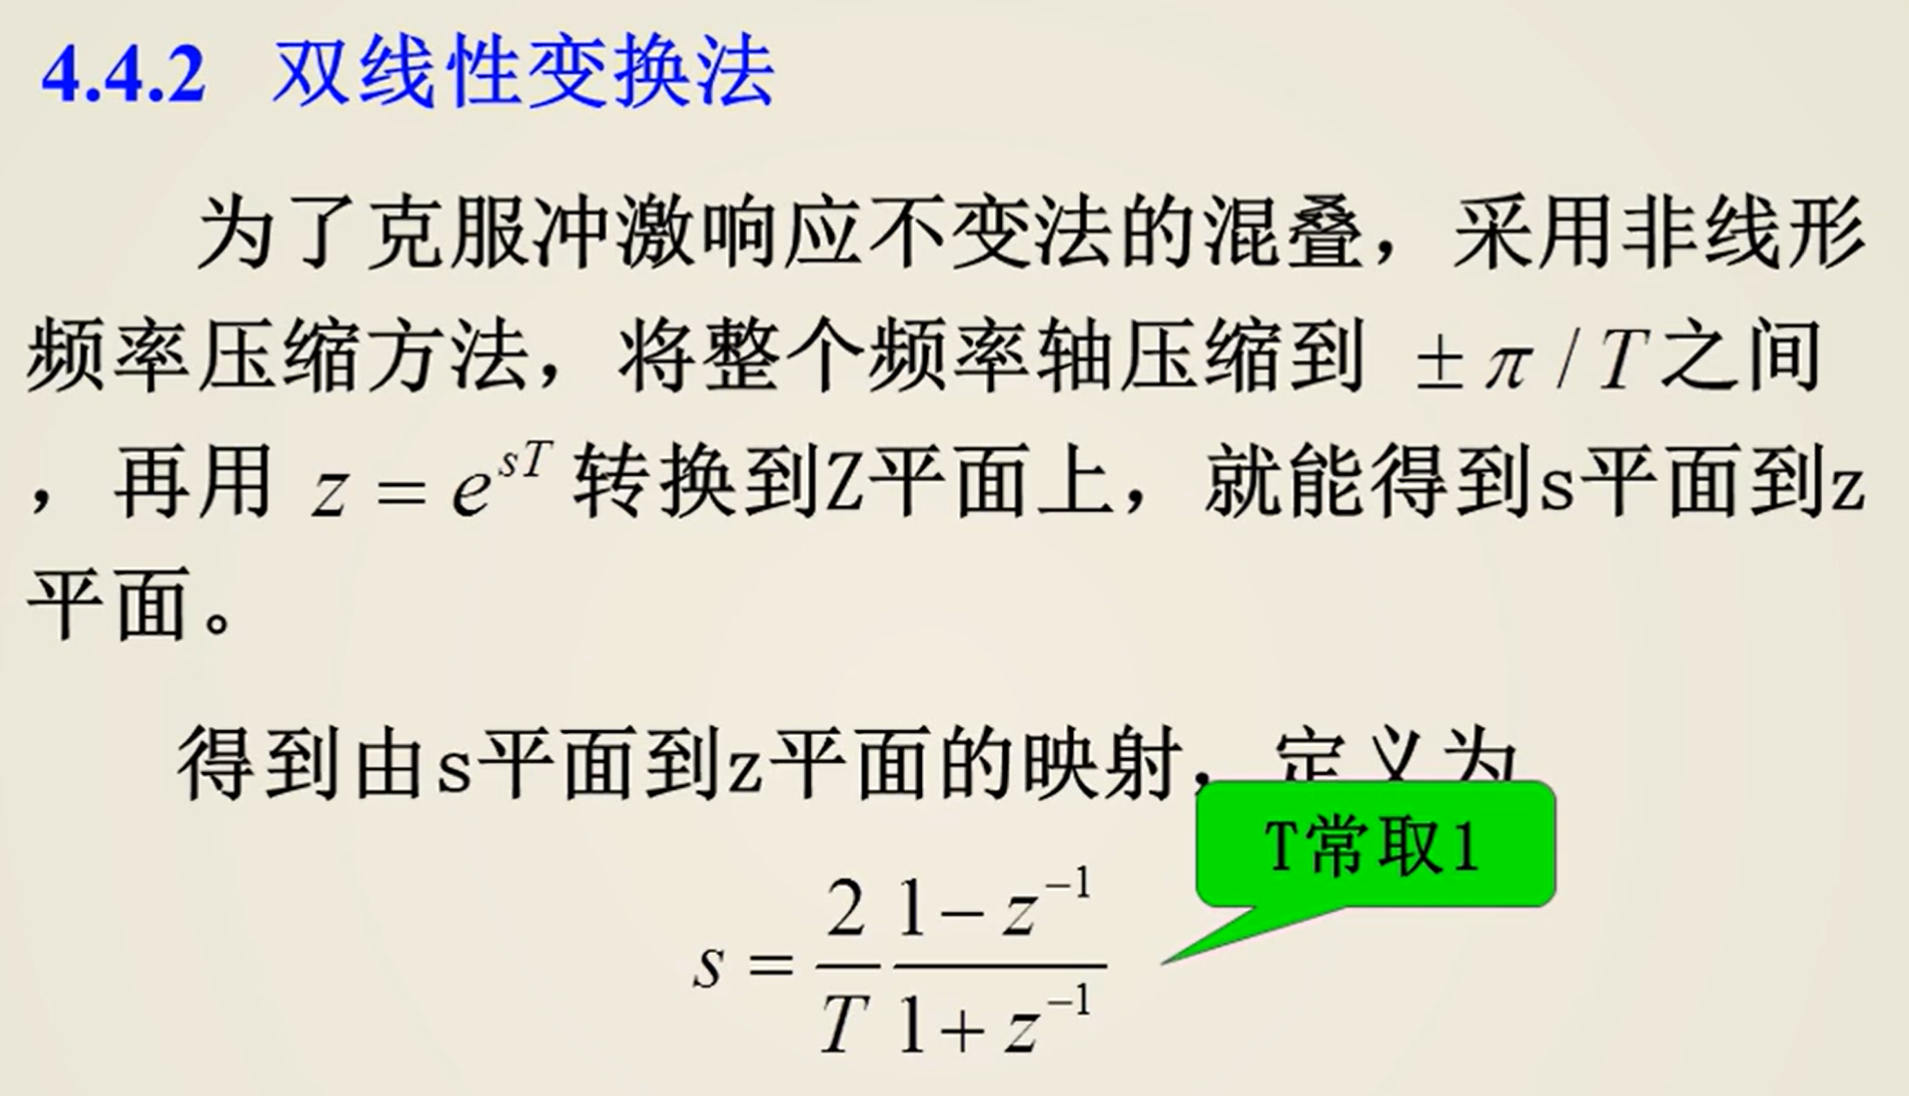 4.4.2 双线性变换法
为了克服冲激响应不变法的混叠，采用非线形
频率压缩方法，将整个频率轴压缩到 ±π/T之间
，再用 z = e^{sT} 转换到Z平面上，就能得到s平面到z
平面。
得到由s平面到z平面的映射，定义为
T常取1
s = \frac{2}{T} \frac{1 - z^{-1}}{1 + z^{-1}}